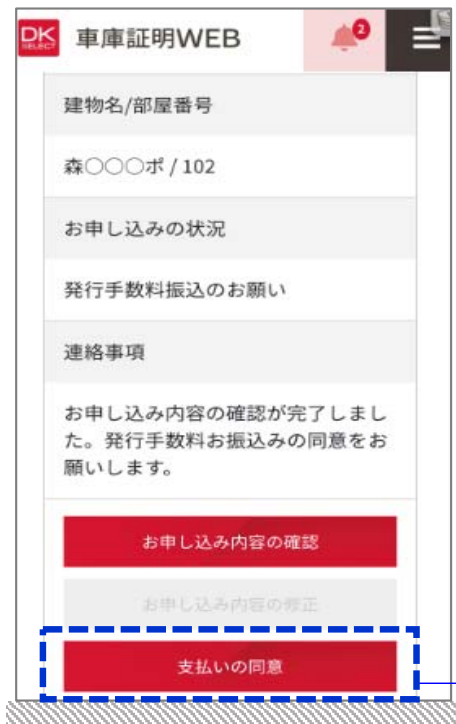 DK
SELECT
車庫証明WEB
2
建物名/部屋番号
森○○○ポ / 102
お申し込みの状況
発行手数料振込のお願い
連絡事項
お申し込み内容の確認が完了しまし
た。発行手数料お振込みの同意をお
願いします。
お申し込み内容の確認
お申し込み内容の修正
支払いの同意